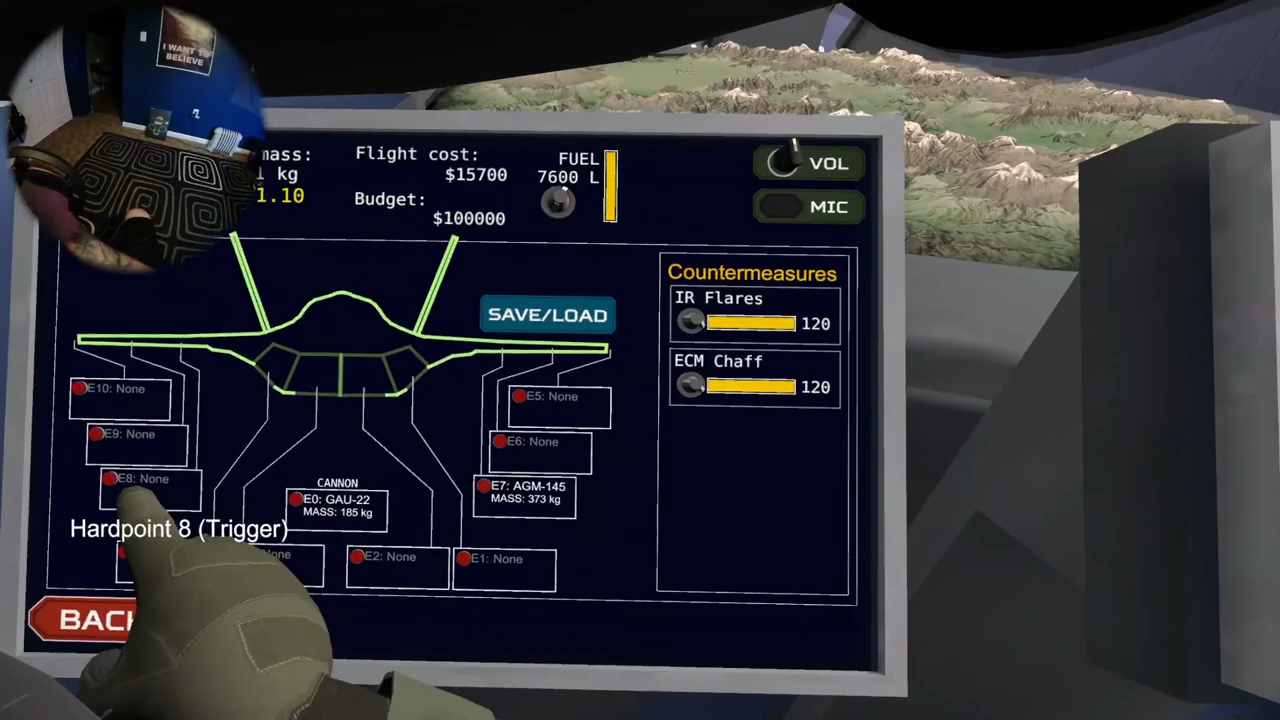 I WANT TO
BELIEVE
mass:
1 kg
1.10
Flight cost:
$15700
Budget:
$100000
FUEL
7600 L
VOL
MIC
SAVE/LOAD
Countermeasures
IR Flares
120
ECM Chaff
120
E10: None
E9: None
E8: None
E5: None
E6: None
E7: AGM-145
MASS: 373 kg
CANNON
E0: GAU-22
MASS: 185 kg
Hardpoint 8 (Trigger)
None
E2: None
E1: None
BACK